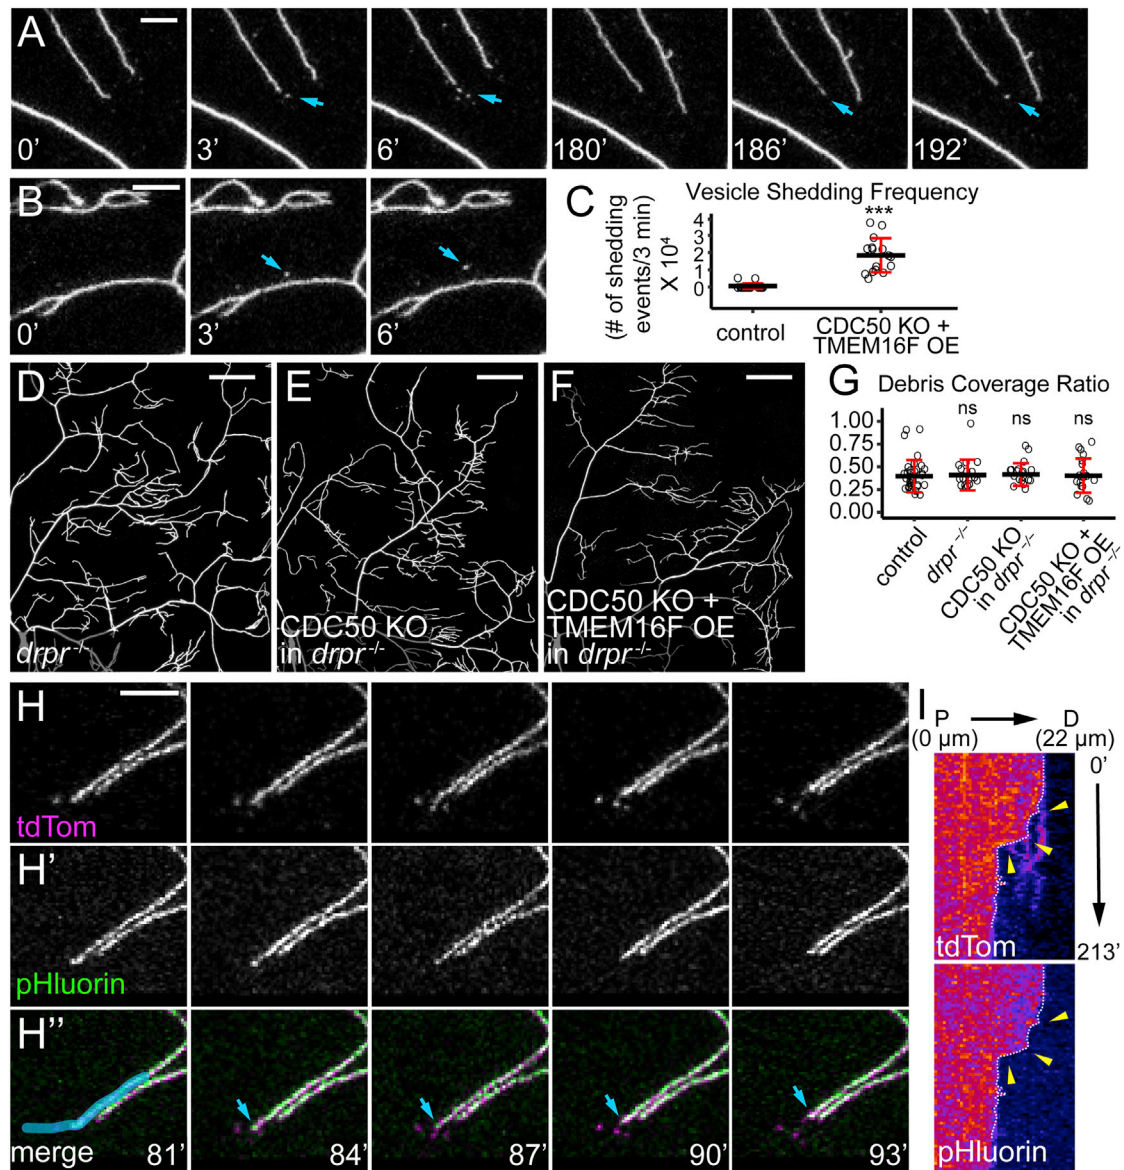 A
0’
3’
6’
180’
186’
192’
B
0’
3’
6’
C
Vesicle Shedding Frequency
(# of shedding
events/3 min)
X 10⁴
***
4
3
2
1
0
control
CDC50 KO +
TMEM16F OE
D
drpr -/-
E
CDC50 KO
in drpr -/-
F
CDC50 KO +
TMEM16F OE
in drpr -/-
G
Debris Coverage Ratio
ns
ns
ns
1.00
0.75
0.50
0.25
0.00
control
drpr -/-
CDC50 KO
in drpr -/-
CDC50 KO +
TMEM16F OE
in drpr -/-
H
tdTom
H’
pHluorin
H’’
merge
81’
84’
87’
90’
93’
I
P
D
(0 µm)
(22 µm)
0’
tdTom
213’
pHluorin